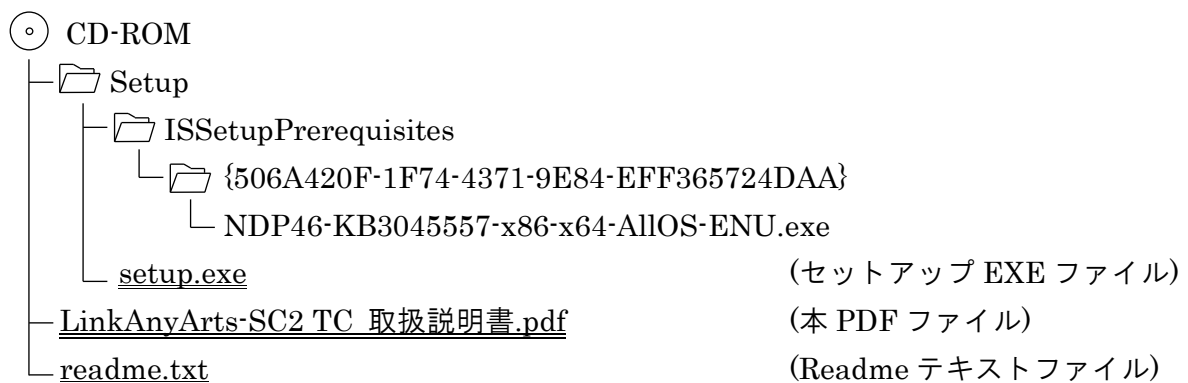 CD-ROM
Setup
ISSetupPrerequisites
{506A420F-1F74-4371-9E84-EFF365724DAA}
NDP46-KB3045557-x86-x64-AllOS-ENU.exe
setup.exe (セットアップ EXE ファイル)
LinkAnyArts-SC2 TC 取扱説明書.pdf (本 PDF ファイル)
readme.txt (Readme テキストファイル)